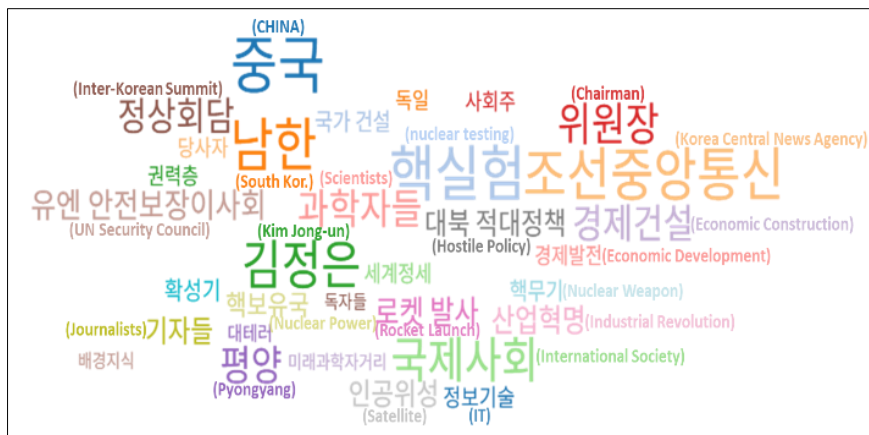 (CHINA)
중국
(Inter-Korean Summit)
정상회담
남한
(South Kor.)
국가 건설
독일
사회주
(Chairman)
위원장
당사자
(nuclear testing)
핵실험
(Korea Central News Agency)
조선중앙통신
권력층
유엔 안전보장이사회
(UN Security Council)
(Scientists)
과학자들
대북 적대정책
(Hostile Policy)
경제건설(Economic Construction)
(Kim Jong-un)
김정은
경제발전(Economic Development)
세계정세
확성기
핵보유국
(Nuclear Power)
독자들
로켓 발사
(Rocket Launch)
핵무기(Nuclear Weapon)
산업혁명(Industrial Revolution)
(Journalists)기자들
대테러
배경지식
평양
(Pyongyang)
미래과학자거리
국제사회(International Society)
인공위성
(Satellite)
정보기술
(IT)